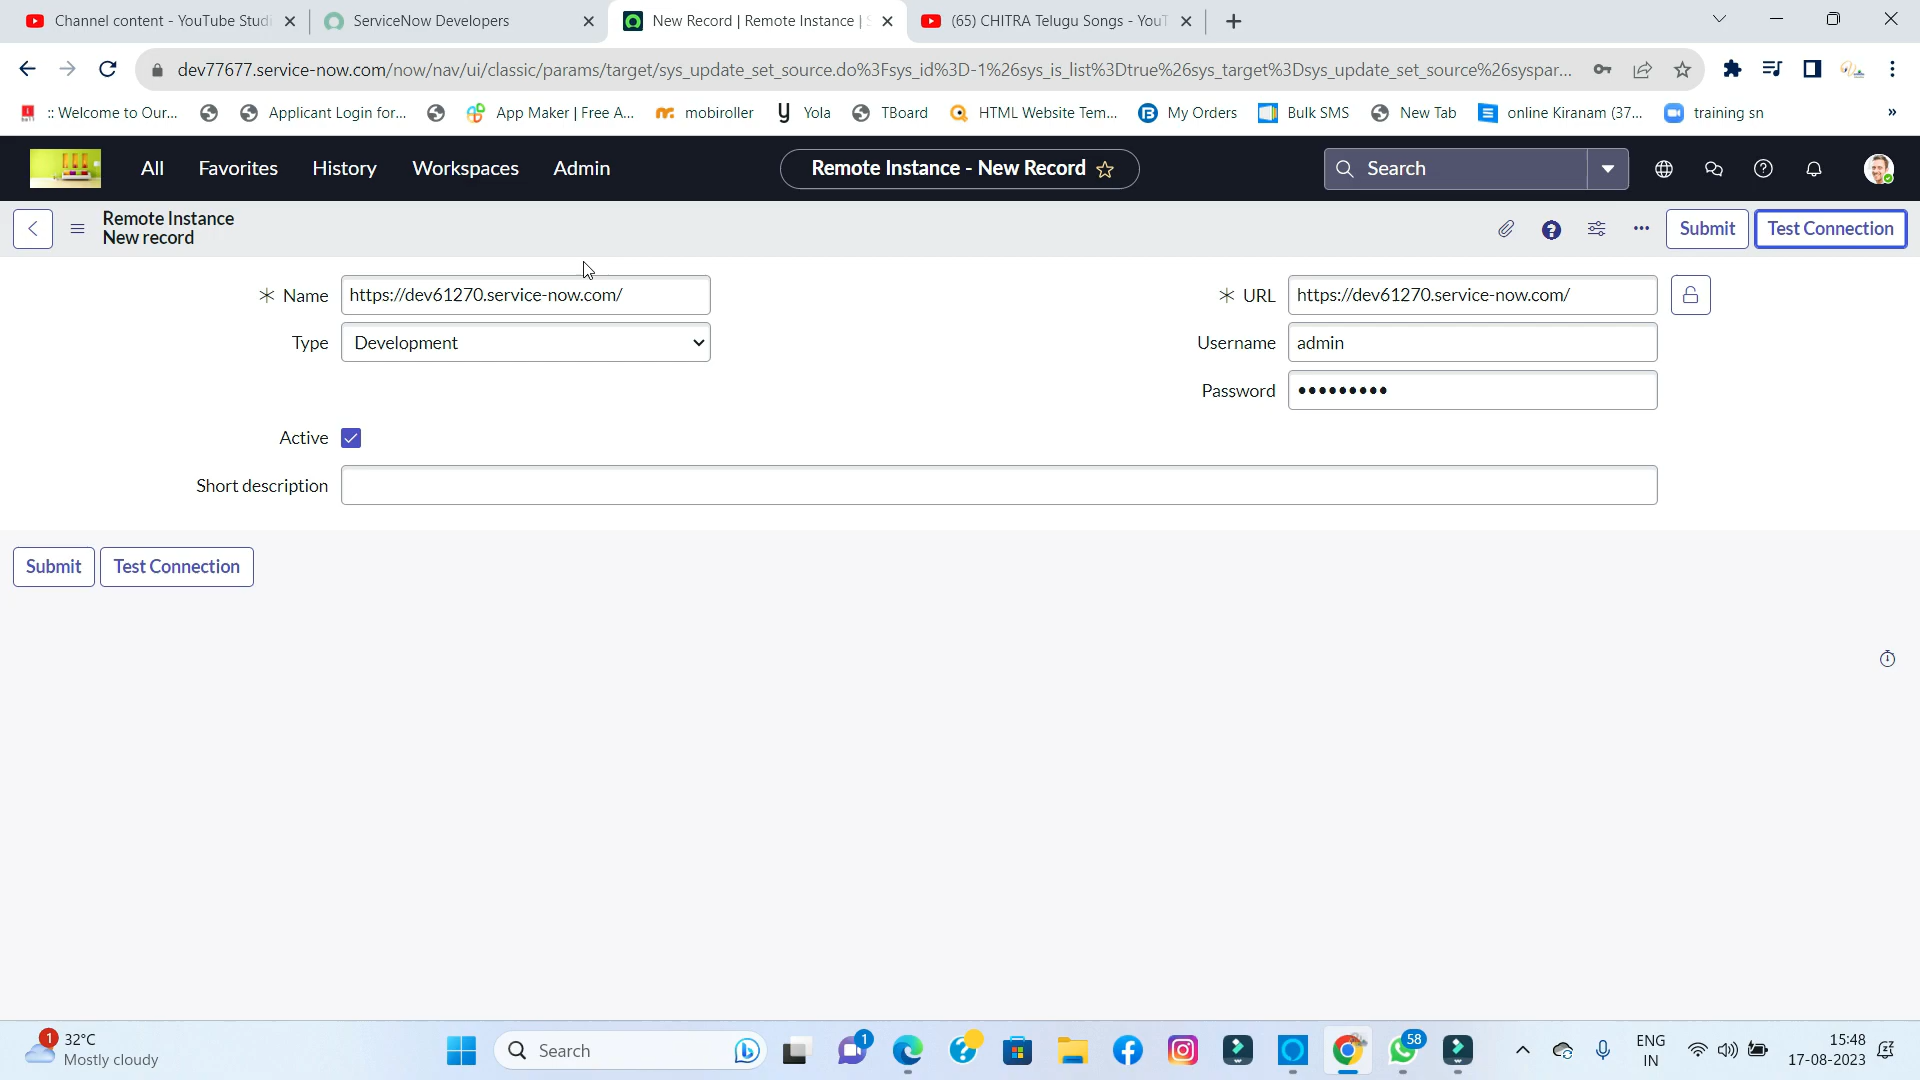 Channel content - YouTube Studi
ServiceNow Developers
New Record | Remote Instance | S
(65) CHITRA Telugu Songs - YouT
dev77677.service-now.com/now/nav/ui/classic/params/target/sys_update_set_source.do%3Fsys_id%3D-1%26sys_is_list%3Dtrue%26sys_target%3Dsys_update_set_source%26syspar...
:: Welcome to Our...
Applicant Login for...
App Maker | Free A...
mobiroller
Yola
TBoard
HTML Website Tem...
My Orders
Bulk SMS
New Tab
online Kiranam (37...
training sn
»
All
Favorites
History
Workspaces
Admin
Remote Instance - New Record
Search
Remote Instance
New record
Submit
Test Connection
Name
https://dev61270.service-now.com/
URL
https://dev61270.service-now.com/
Type
Development
Username
admin
Password
Active
Short description
Submit
Test Connection
1
32°C
Mostly cloudy
Search
1
58
ENG
IN
15:48
17-08-2023